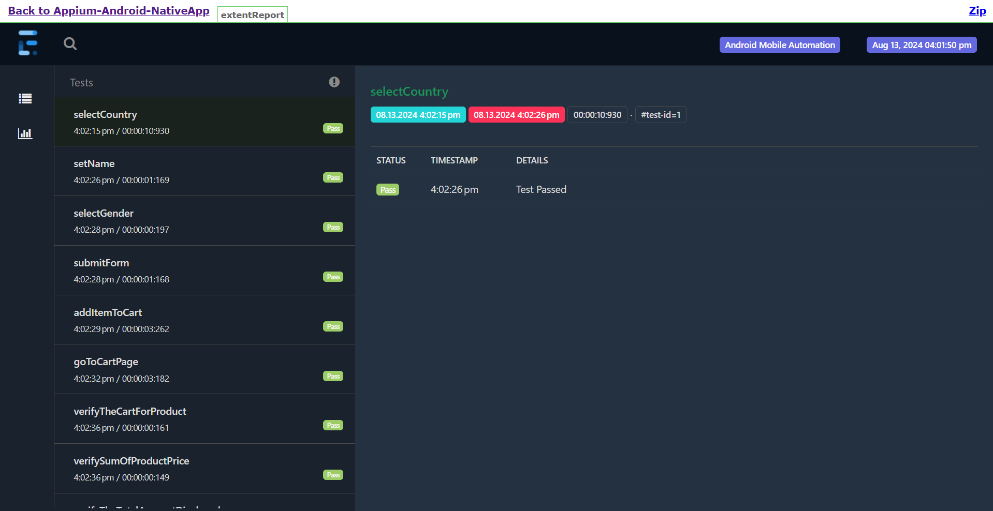 Back to Appium-Android-NativeApp
extentReport
Zip
Android Mobile Automation
Aug 13, 2024 04:01:50 pm
Tests
selectCountry
4:02:15 pm / 00:00:10:930
Pass
setName
4:02:26 pm / 00:00:01:169
Pass
selectGender
4:02:28 pm / 00:00:00:197
Pass
submitForm
4:02:28 pm / 00:00:01:168
Pass
addItemToCart
4:02:29 pm / 00:00:03:262
Pass
goToCartPage
4:02:32 pm / 00:00:03:182
Pass
verifyTheCartForProduct
4:02:36 pm / 00:00:00:161
Pass
verifySumOfProductPrice
4:02:36 pm / 00:00:00:149
Pass
selectCountry
08.13.2024 4:02:15 pm 08.13.2024 4:02:26 pm 00:00:10:930 · #test-id=1
STATUS TIMESTAMP DETAILS
Pass 4:02:26 pm Test Passed